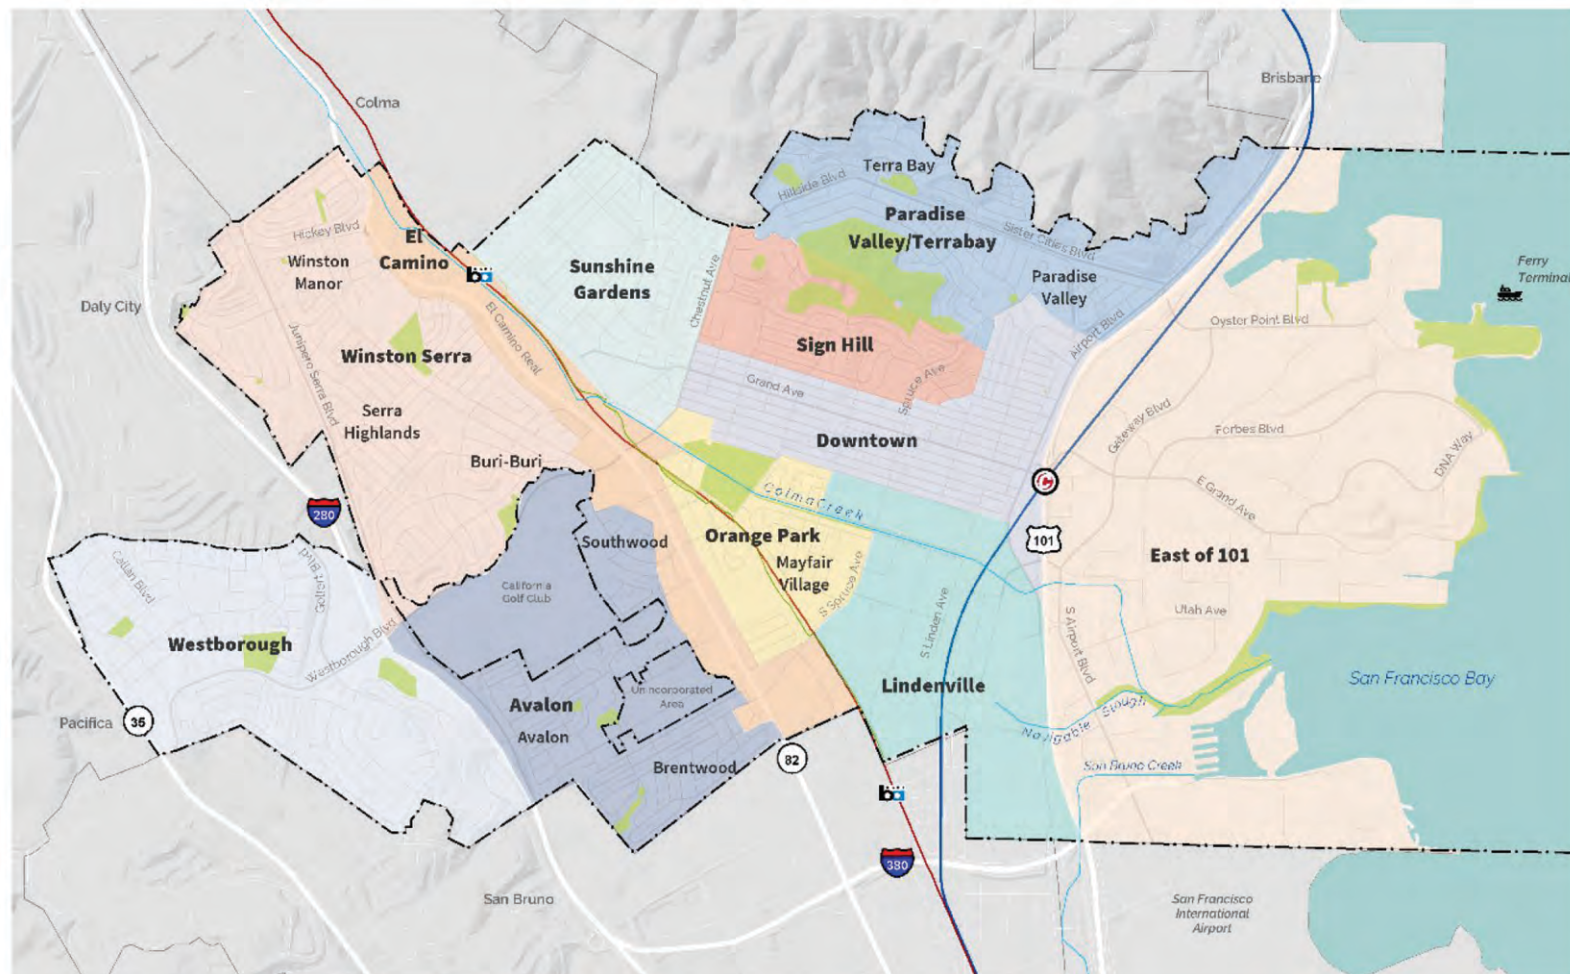 Colma
Brisbane
Terra Bay
Hillside Blvd
Paradise
Valley/Terrabay
Sister Cities Blvd
Hickey Blvd
El
Camino
Winston
Manor
Sunshine
Gardens
Chestnut Ave
Paradise
Valley
Ferry
Terminal
Daly City
Junipero Serra Blvd
El Camino Real
Airport Blvd
Oyster Point Blvd
Winston Serra
Sign Hill
Grand Ave
Spruce Ave
Serra
Highlands
Downtown
Gateway Blvd
Forbes Blvd
DNA Way
Buri-Buri
ba
C
E Grand Ave
Colma Creek
280
101
Orange Park
Southwood
Mayfair
Village
East of 101
Callan Blvd
Gellert Blvd
California
Golf Club
S Spruce Ave
S Linden Ave
S Airport Blvd
Utah Ave
Westborough
Westborough Blvd
Lindenville
San Francisco Bay
Unincorporated
Area
Avalon
Avalon
Navigable Slough
Pacifica
35
Brentwood
82
San Bruno Creek
ba
380
San Bruno
San Francisco
International
Airport